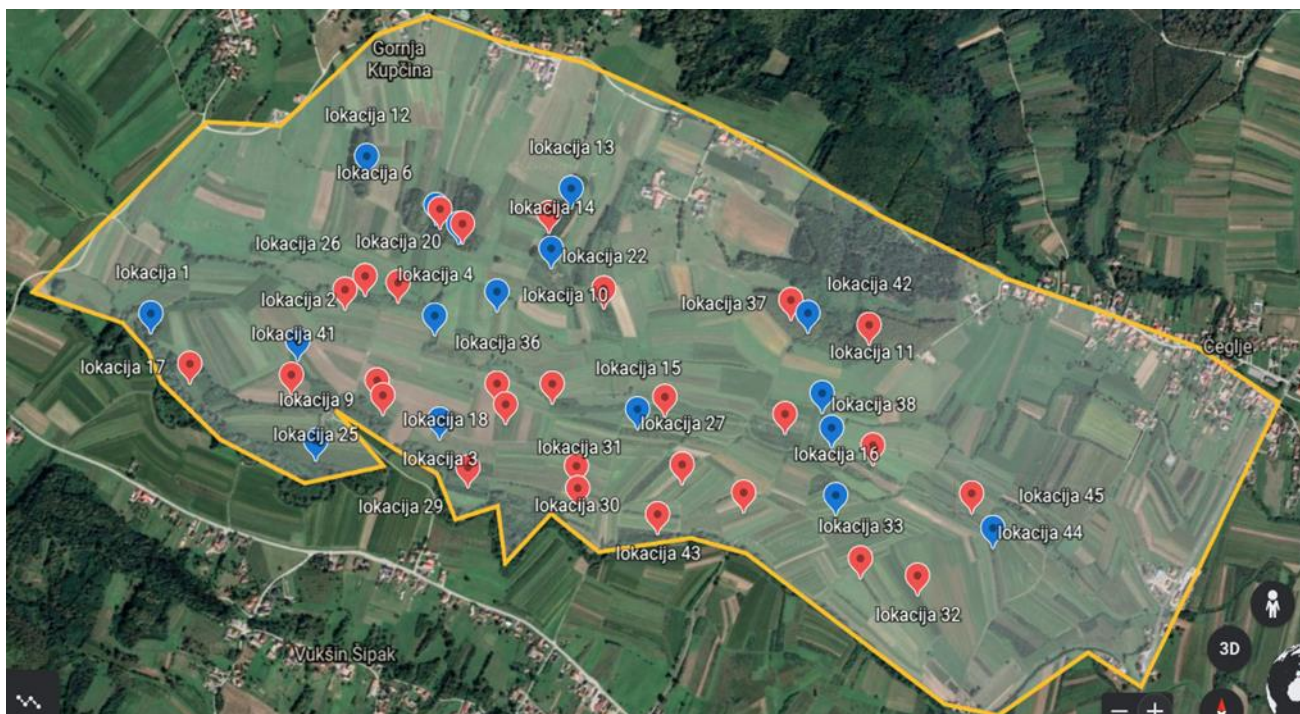 Gornja
Kupčina
lokacija 12
lokacija 13
lokacija 6
lokacija 14
lokacija 26
lokacija 20
lokacija 22
lokacija 4
lokacija 42
lokacija 1
lokacija 2
lokacija 10
lokacija 37
lokacija 41
lokacija 36
lokacija 11
Čeglje
lokacija 17
lokacija 15
lokacija 9
lokacija 38
lokacija 18
lokacija 27
lokacija 25
lokacija 31
lokacija 16
lokacija 3
lokacija 45
lokacija 29
lokacija 30
lokacija 33
lokacija 44
lokacija 43
lokacija 32
Vukšin Šipak
3D